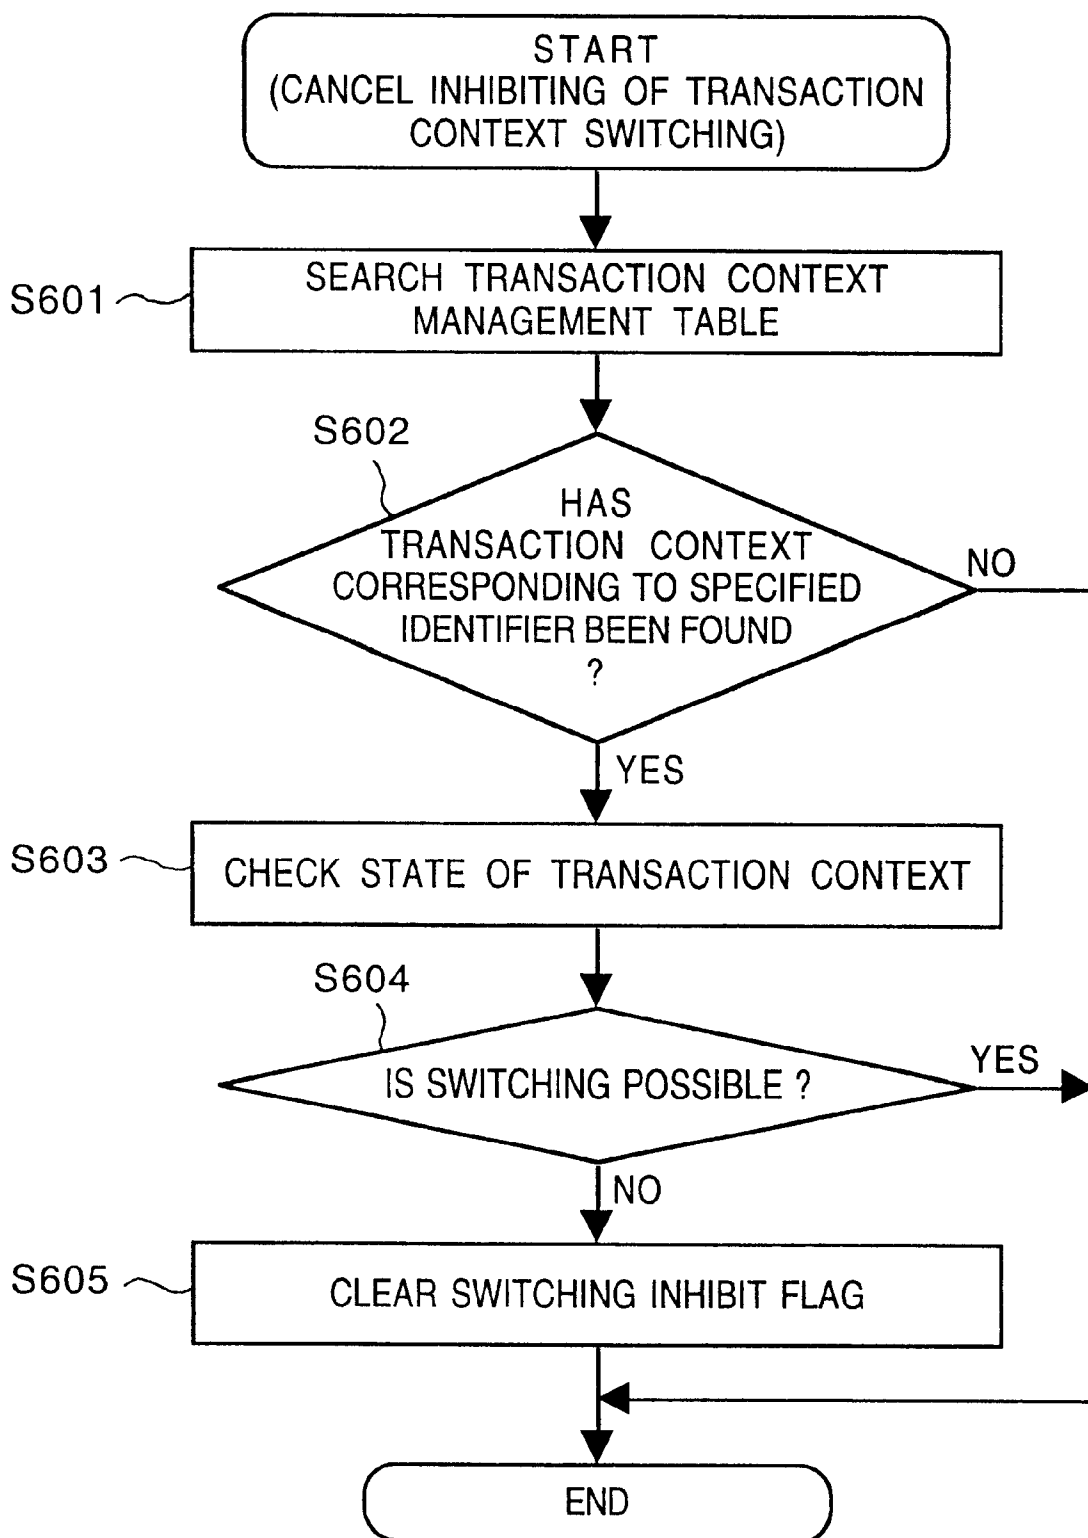 START
(CANCEL INHIBITING OF TRANSACTION
CONTEXT SWITCHING)
S601
SEARCH TRANSACTION CONTEXT
MANAGEMENT TABLE
S602
HAS
TRANSACTION CONTEXT
CORRESPONDING TO SPECIFIED
IDENTIFIER BEEN FOUND
?
NO
YES
S603
CHECK STATE OF TRANSACTION CONTEXT
S604
IS SWITCHING POSSIBLE ?
YES
NO
S605
CLEAR SWITCHING INHIBIT FLAG
END